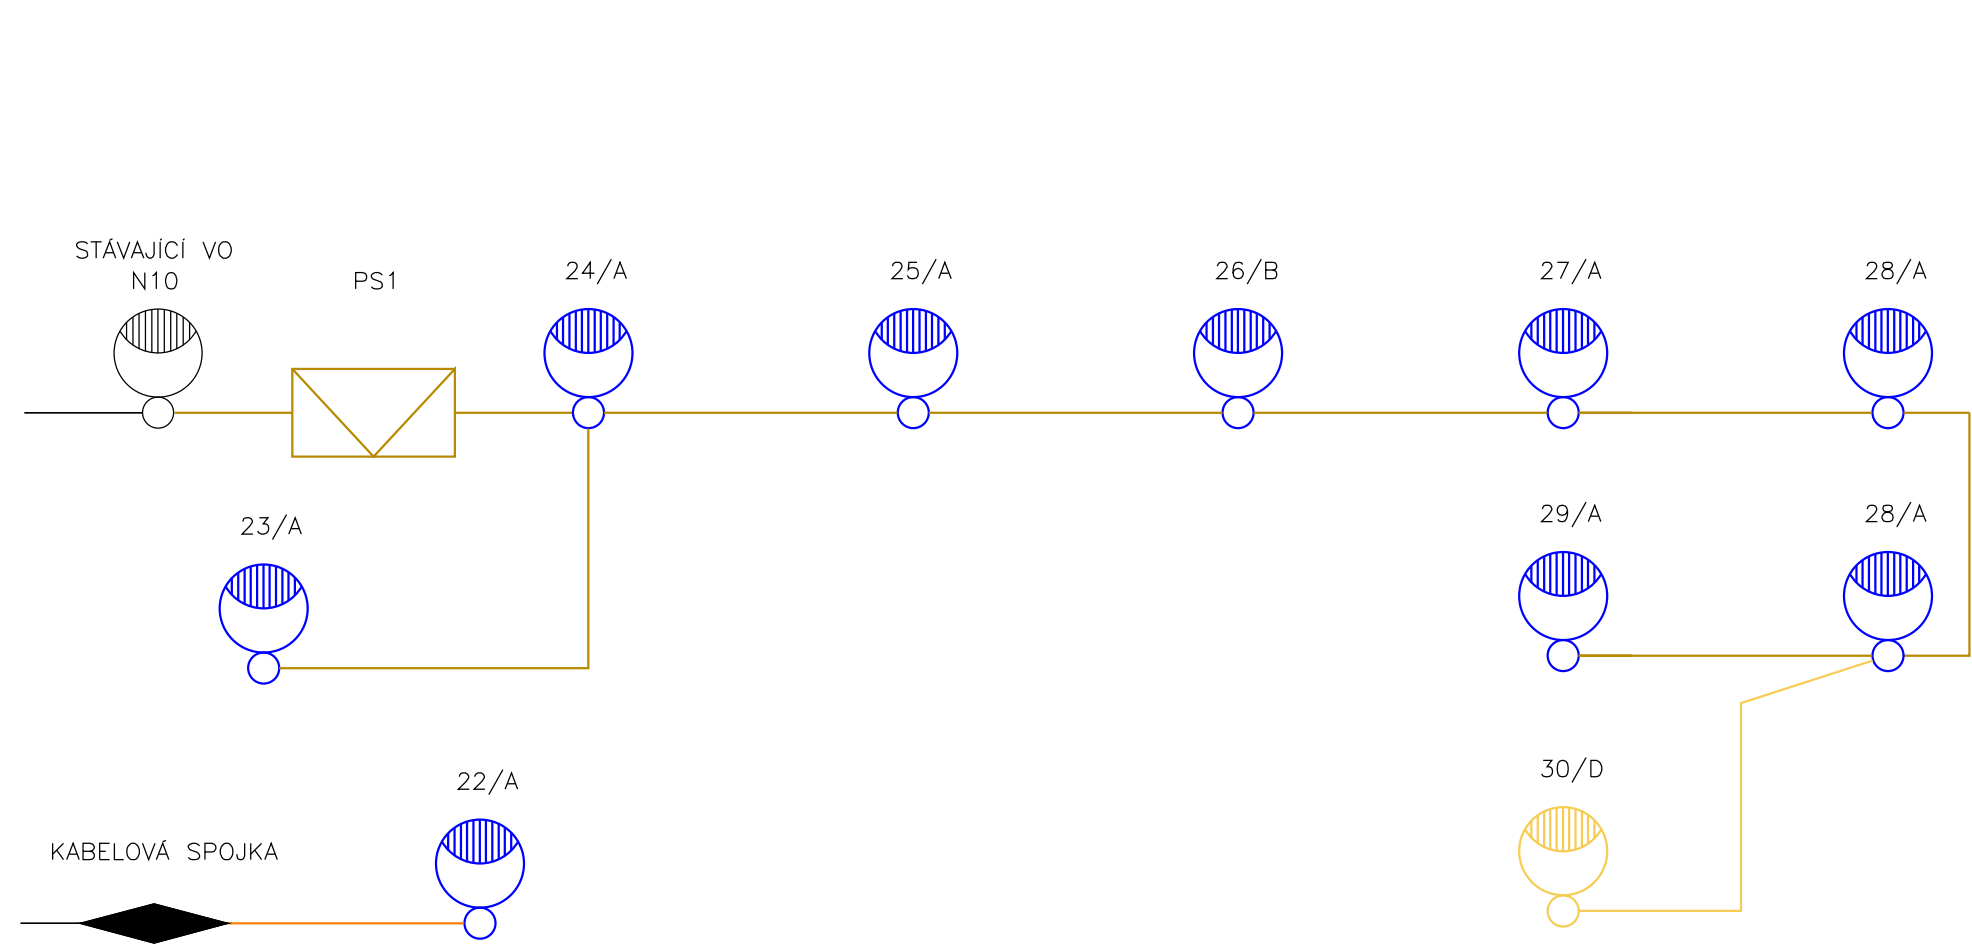 STÁVAJÍCÍ VO
N10
PS1
24/A
25/A
26/B
27/A
28/A
23/A
29/A
28/A
22/A
30/D
KABELOVÁ SPOJKA